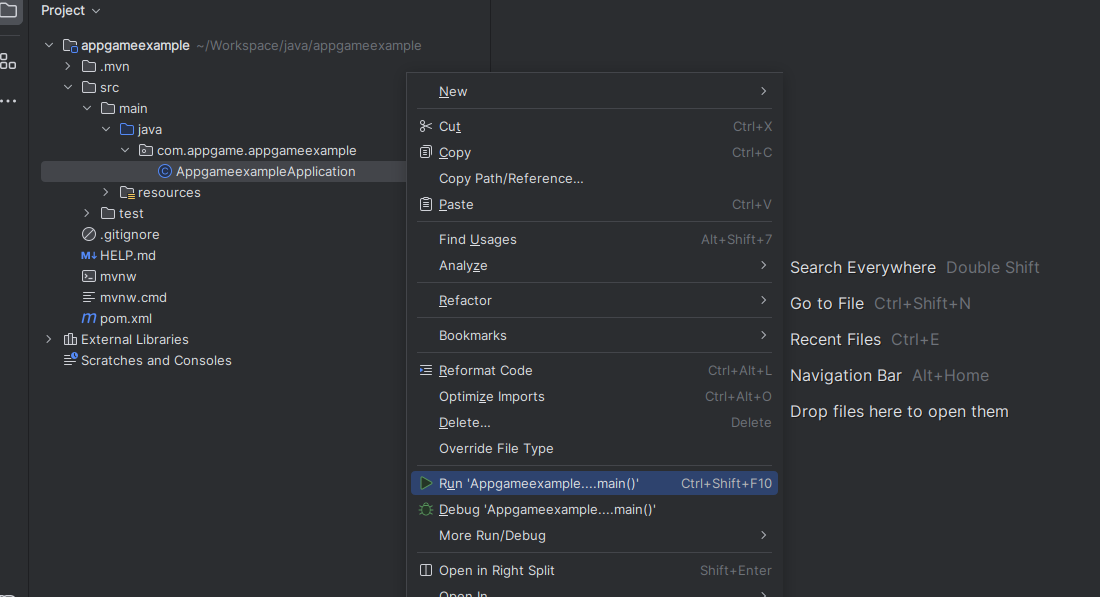 Project
appgameexample ~/Workspace/java/appgameexample
.mvn
src
main
java
com.appgame.appgameexample
AppgameexampleApplication
resources
test
.gitignore
M↓ HELP.md
mvnw
mvnw.cmd
m pom.xml
External Libraries
Scratches and Consoles
New
Cut Ctrl+X
Copy Ctrl+C
Copy Path/Reference...
Paste Ctrl+V
Find Usages Alt+Shift+7
Analyze
Refactor
Bookmarks
Reformat Code Ctrl+Alt+L
Optimize Imports Ctrl+Alt+O
Delete... Delete
Override File Type
Run 'Appgameexample....main()' Ctrl+Shift+F10
Debug 'Appgameexample....main()'
More Run/Debug
Open in Right Split Shift+Enter
Open In
Search Everywhere Double Shift
Go to File Ctrl+Shift+N
Recent Files Ctrl+E
Navigation Bar Alt+Home
Drop files here to open them